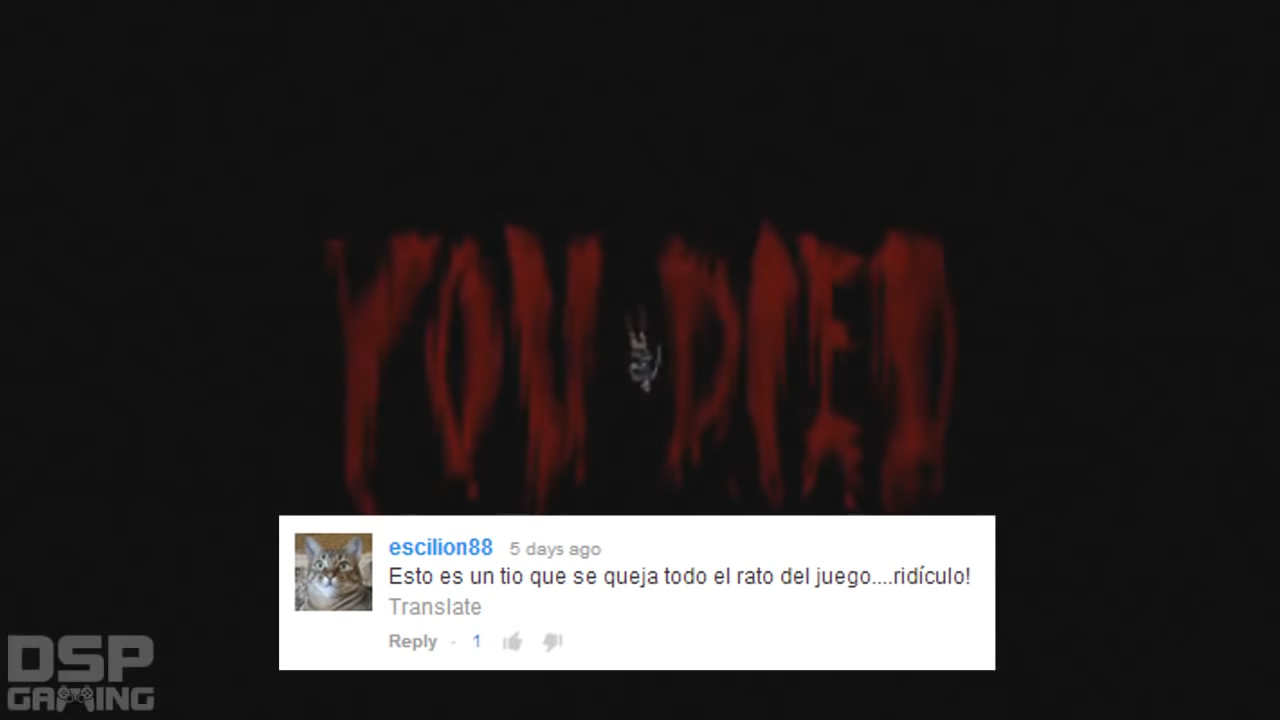 YOU DIED
escilion88 5 days ago
Esto es un tio que se queja todo el rato del juego....ridículo!
Translate
Reply · 1
DSP
GAMING